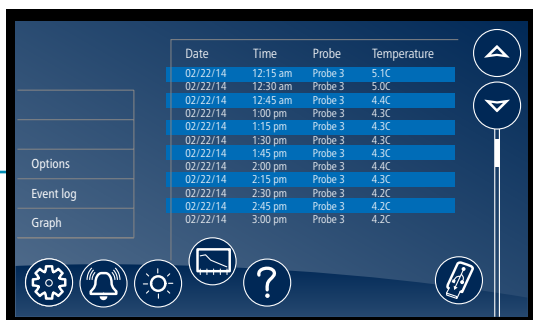 Date Time Probe Temperature
02/22/14 12:15 am Probe 3 5.1C
02/22/14 12:30 am Probe 3 5.0C
02/22/14 12:45 am Probe 3 4.4C
02/22/14 1:00 pm Probe 3 4.3C
02/22/14 1:15 pm Probe 3 4.3C
02/22/14 1:30 pm Probe 3 4.3C
02/22/14 1:45 pm Probe 3 4.3C
02/22/14 2:00 pm Probe 3 4.4C
02/22/14 2:15 pm Probe 3 4.3C
02/22/14 2:30 pm Probe 3 4.2C
02/22/14 2:45 pm Probe 3 4.2C
02/22/14 3:00 pm Probe 3 4.2C
Options
Event log
Graph
?